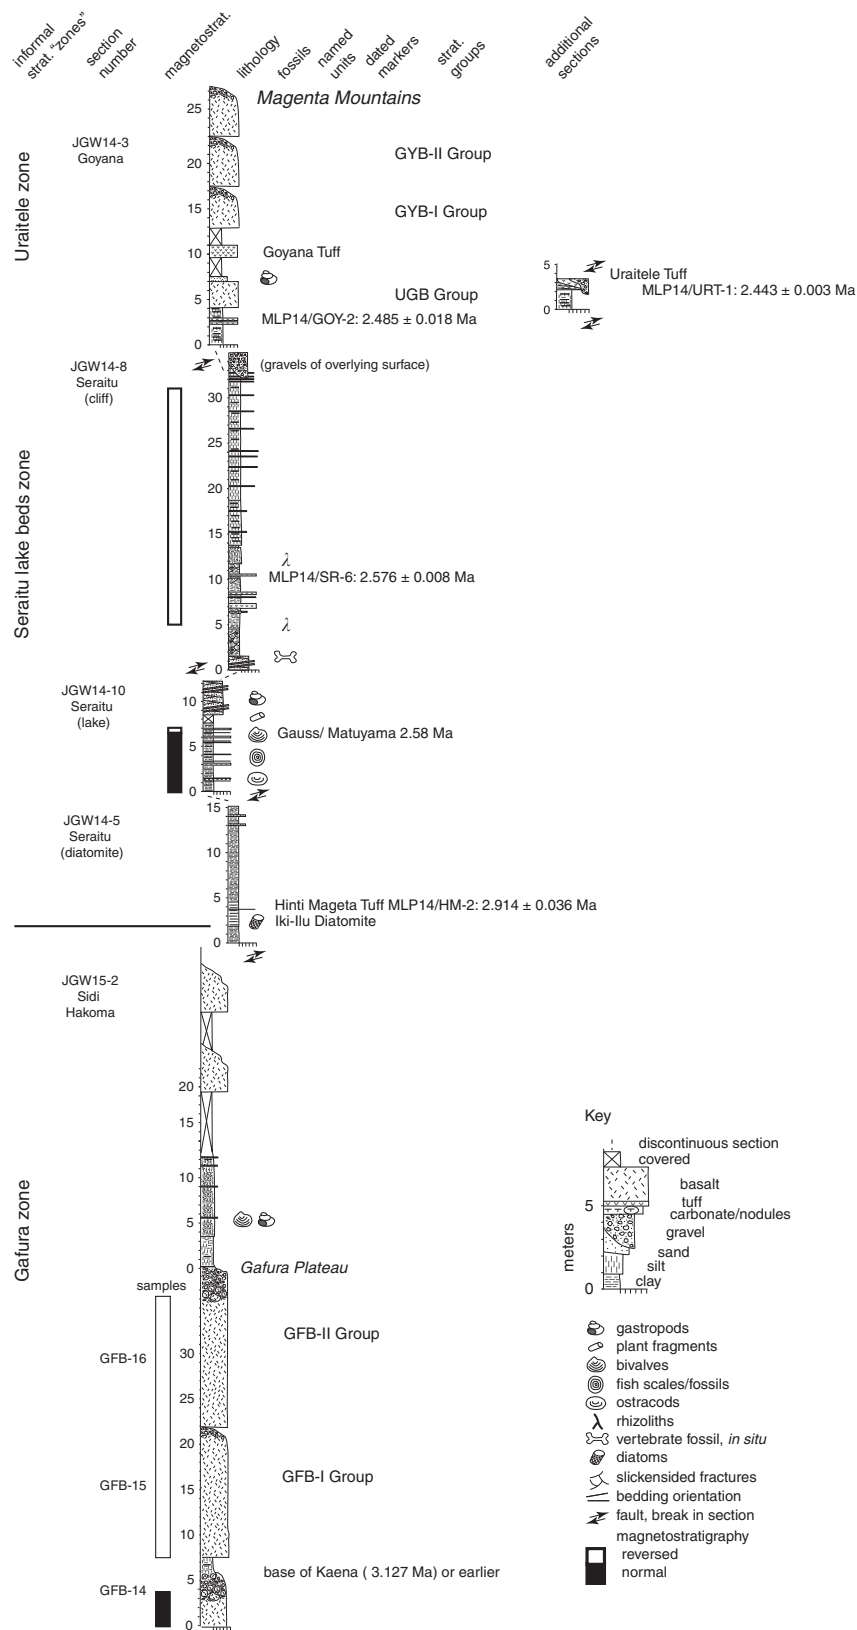 informal
strat. "zones"
section
number
magnetostrat.
lithology
fossils
named
units
dated
markers
strat.
groups
additional
sections
Magenta Mountains
Uraitele zone
JGW14-3
Goyana
25
20
15
10
5
0
GYB-II Group
GYB-I Group
Goyana Tuff
UGB Group
MLP14/GOY-2: 2.485 ± 0.018 Ma
5
0
Uraitele Tuff
MLP14/URT-1: 2.443 ± 0.003 Ma
Seraitu lake beds zone
JGW14-8
Seraitu
(cliff)
(gravels of overlying surface)
30
25
20
15
10
5
0
λ
MLP14/SR-6: 2.576 ± 0.008 Ma
λ
JGW14-10
Seraitu
(lake)
10
5
0
Gauss/ Matuyama 2.58 Ma
JGW14-5
Seraitu
(diatomite)
15
10
5
0
Hinti Mageta Tuff MLP14/HM-2: 2.914 ± 0.036 Ma
Iki-Ilu Diatomite
Gafura zone
JGW15-2
Sidi
Hakoma
20
15
10
5
0
Gafura Plateau
samples
GFB-16
GFB-15
GFB-14
30
25
20
15
10
5
0
GFB-II Group
GFB-I Group
base of Kaena ( 3.127 Ma) or earlier
Key
meters
5
0
discontinuous section
covered
basalt
tuff
carbonate/nodules
gravel
sand
silt
clay
gastropods
plant fragments
bivalves
fish scales/fossils
ostracods
λ rhizoliths
vertebrate fossil, in situ
diatoms
slickensided fractures
bedding orientation
fault, break in section
magnetostratigraphy
reversed
normal